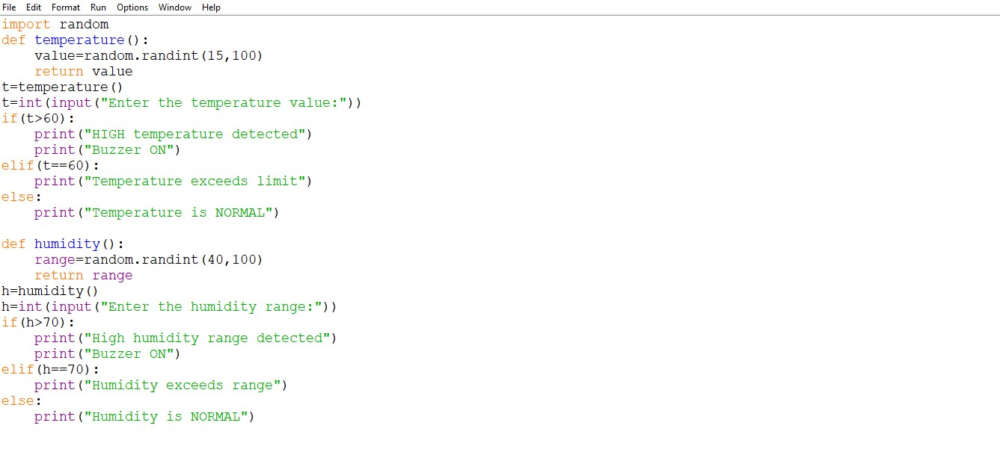 File Edit Format Run Options Window Help
import random
def temperature():
    value=random.randint(15,100)
    return value
t=temperature()
t=int(input("Enter the temperature value:"))
if(t>60):
    print("HIGH temperature detected")
    print("Buzzer ON")
elif(t==60):
    print("Temperature exceeds limit")
else:
    print("Temperature is NORMAL")

def humidity():
    range=random.randint(40,100)
    return range
h=humidity()
h=int(input("Enter the humidity range:"))
if(h>70):
    print("High humidity range detected")
    print("Buzzer ON")
elif(h==70):
    print("Humidity exceeds range")
else:
    print("Humidity is NORMAL")